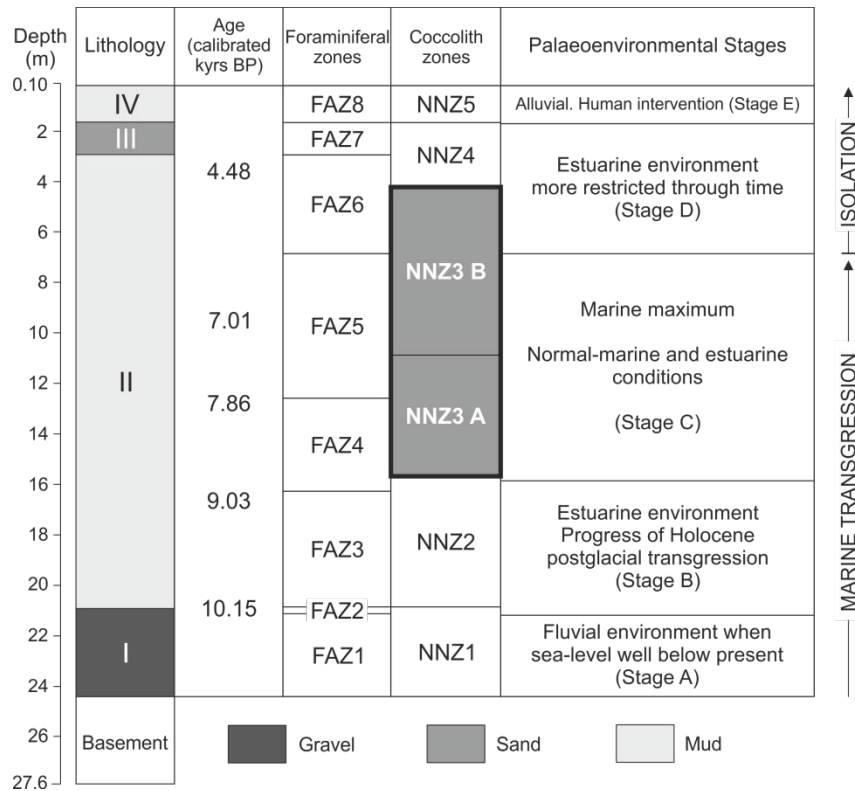 Depth
(m)
Lithology
Age
(calibrated
kyrs BP)
Foraminiferal
zones
Coccolith
zones
Palaeoenvironmental Stages
0.10
2
4
6
8
10
12
14
16
18
20
22
24
26
27.6
IV
III
II
I
Basement
4.48
7.01
7.86
9.03
10.15
FAZ8
FAZ7
FAZ6
FAZ5
FAZ4
FAZ3
FAZ2
FAZ1
NNZ5
NNZ4
NNZ3 B
NNZ3 A
NNZ2
NNZ1
Alluvial. Human intervention (Stage E)
Estuarine environment
more restricted through time
(Stage D)
Marine maximum
Normal-marine and estuarine
conditions
(Stage C)
Estuarine environment
Progress of Holocene
postglacial transgression
(Stage B)
Fluvial environment when
sea-level well below present
(Stage A)
ISOLATION
MARINE TRANSGRESSION
Gravel
Sand
Mud